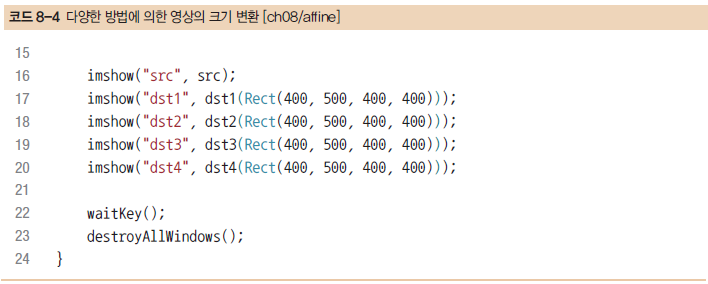 코드 8-4 다양한 방법에 의한 영상의 크기 변환 [ch08/affine]
15
16 imshow("src", src);
17 imshow("dst1", dst1(Rect(400, 500, 400, 400)));
18 imshow("dst2", dst2(Rect(400, 500, 400, 400)));
19 imshow("dst3", dst3(Rect(400, 500, 400, 400)));
20 imshow("dst4", dst4(Rect(400, 500, 400, 400)));
21
22 waitKey();
23 destroyAllWindows();
24 }